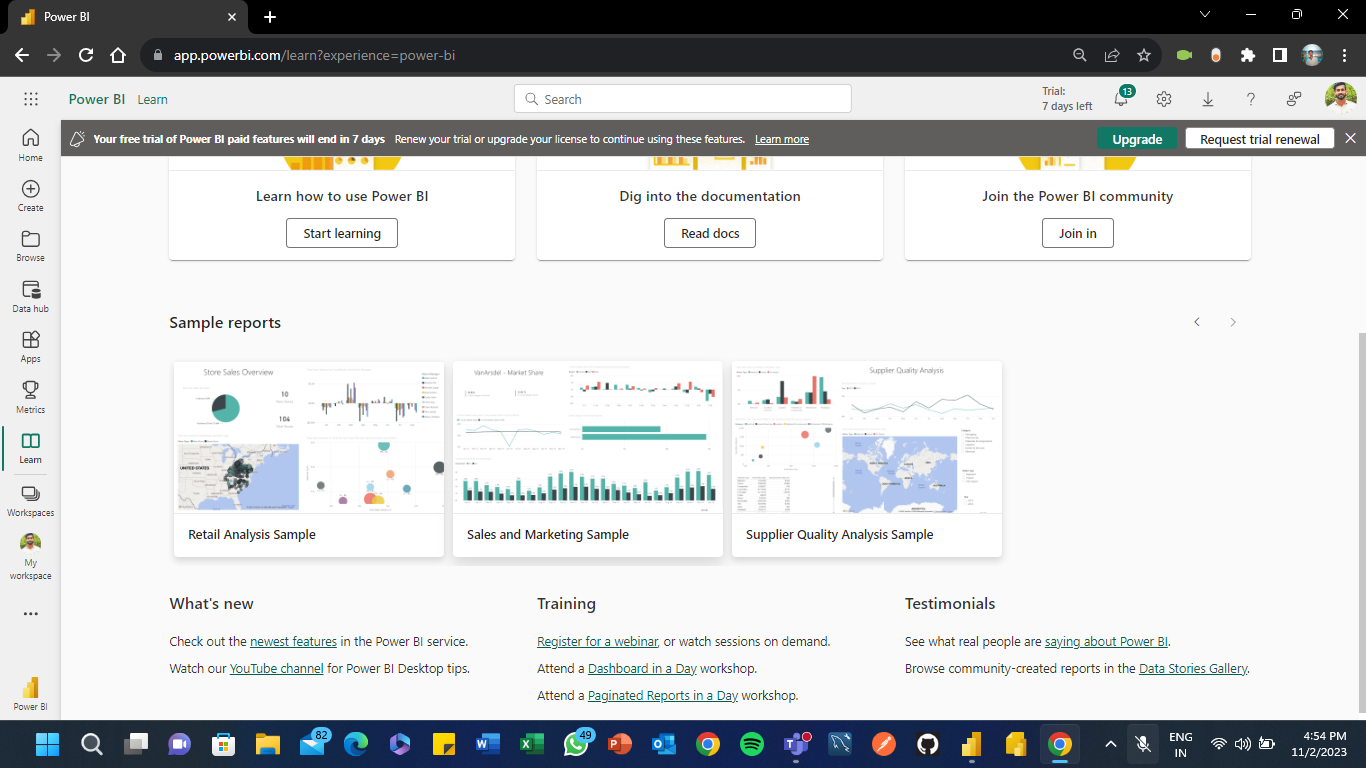 Power BI
app.powerbi.com/learn?experience=power-bi
Power BI Learn
Search
Trial:
7 days left
13
Your free trial of Power BI paid features will end in 7 days Renew your trial or upgrade your license to continue using these features. Learn more
Upgrade
Request trial renewal
Home
Create
Browse
Data hub
Apps
Metrics
Learn
Workspaces
My
workspace
Power BI
Learn how to use Power BI
Start learning
Dig into the documentation
Read docs
Join the Power BI community
Join in
Sample reports
Store Sales Overview
10
104
UNITED STATES
Retail Analysis Sample
VanArsdel - Market Share
Sales and Marketing Sample
Supplier Quality Analysis
Supplier Quality Analysis Sample
What's new
Check out the newest features in the Power BI service.
Watch our YouTube channel for Power BI Desktop tips.
Training
Register for a webinar, or watch sessions on demand.
Attend a Dashboard in a Day workshop.
Attend a Paginated Reports in a Day workshop.
Testimonials
See what real people are saying about Power BI.
Browse community-created reports in the Data Stories Gallery.
82
49
ENG
IN
4:54 PM
11/2/2023